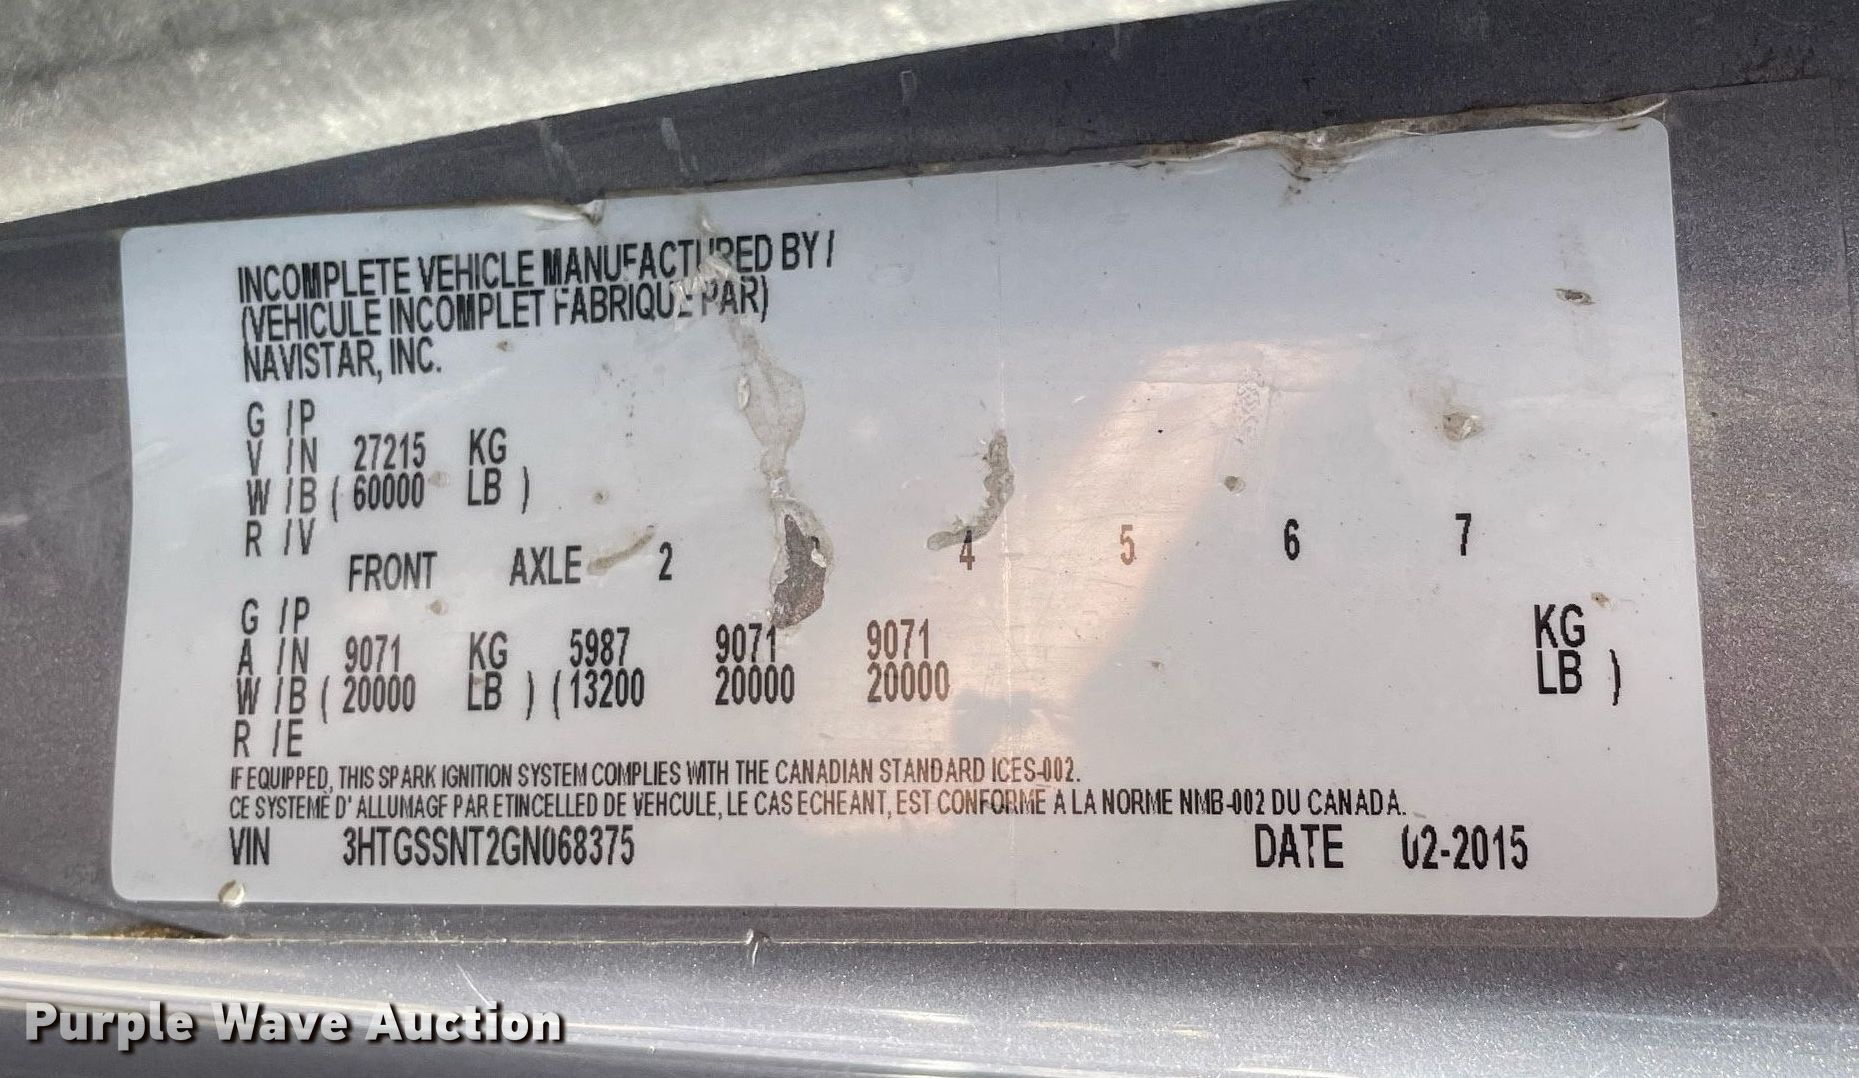 INCOMPLETE VEHICLE MANUFACTURED BY /
(VEHICULE INCOMPLET FABRIQUE PAR)
NAVISTAR, INC.
G /P
V /N 27215 KG
W /B ( 60000 LB )
R /V
FRONT AXLE 2 4 5 6 7
G /P
A /N 9071 KG 5987 9071 9071 KG
W /B ( 20000 LB ) ( 13200 20000 20000 LB )
R /E
IF EQUIPPED, THIS SPARK IGNITION SYSTEM COMPLIES WITH THE CANADIAN STANDARD ICES-002.
CE SYSTEME D' ALLUMAGE PAR ETINCELLED DE VEHCULE, LE CAS ECHEANT, EST CONFORME A LA NORME NMB-002 DU CANADA.
VIN 3HTGSSNT2GN068375 DATE 02-2015
Purple Wave Auction